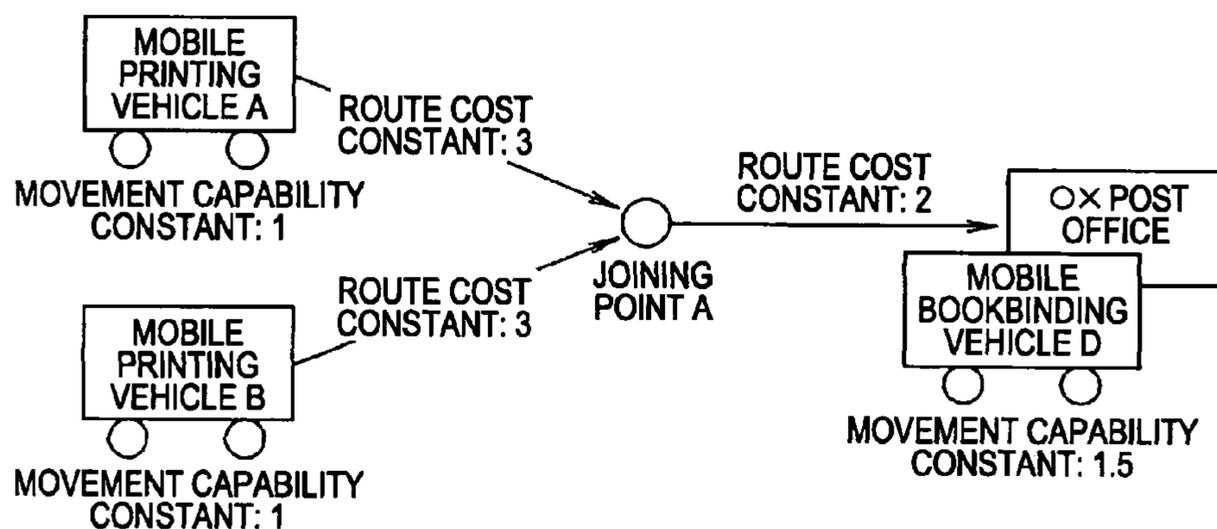 MOBILE
PRINTING
VEHICLE A
MOVEMENT CAPABILITY
CONSTANT: 1
ROUTE COST
CONSTANT: 3
MOBILE
PRINTING
VEHICLE B
MOVEMENT CAPABILITY
CONSTANT: 1
ROUTE COST
CONSTANT: 3
JOINING
POINT A
ROUTE COST
CONSTANT: 2
○× POST
OFFICE
MOBILE
BOOKBINDING
VEHICLE D
MOVEMENT CAPABILITY
CONSTANT: 1.5